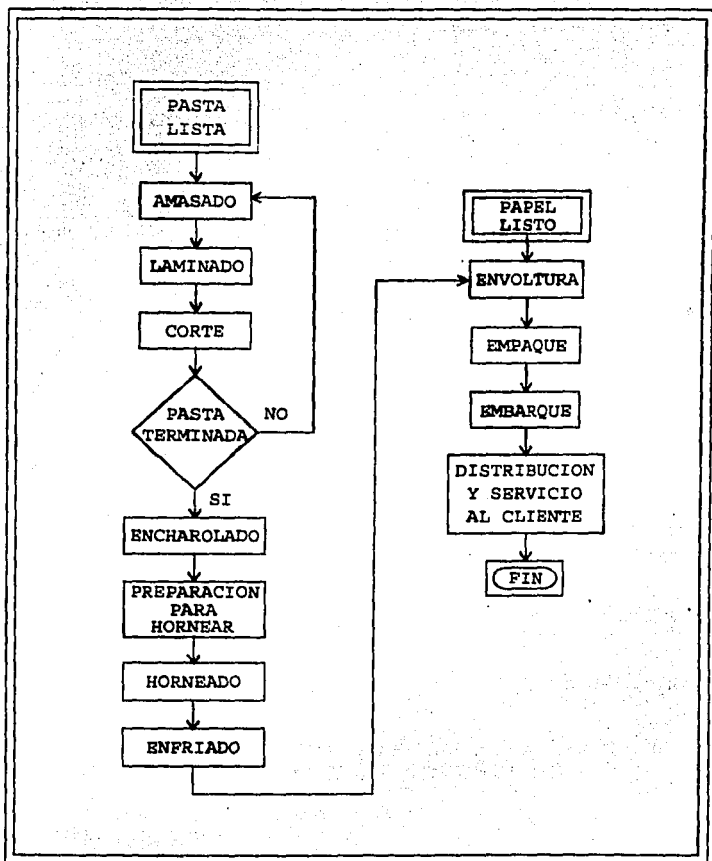 PASTA
LISTA
AMASADO
LAMINADO
CORTE
PASTA
TERMINADA
NO
SI
ENCHAROLADO
PREPARACION
PARA
HORNEAR
HORNEADO
ENFRIADO
PAPEL
LISTO
ENVOLTURA
EMPAQUE
EMBARQUE
DISTRIBUCION
Y SERVICIO
AL CLIENTE
FIN